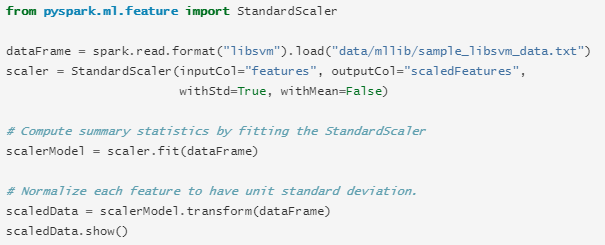 from pyspark.ml.feature import StandardScaler

dataFrame = spark.read.format("libsvm").load("data/mllib/sample_libsvm_data.txt")
scaler = StandardScaler(inputCol="features", outputCol="scaledFeatures",
                        withStd=True, withMean=False)

# Compute summary statistics by fitting the StandardScaler
scalerModel = scaler.fit(dataFrame)

# Normalize each feature to have unit standard deviation.
scaledData = scalerModel.transform(dataFrame)
scaledData.show()